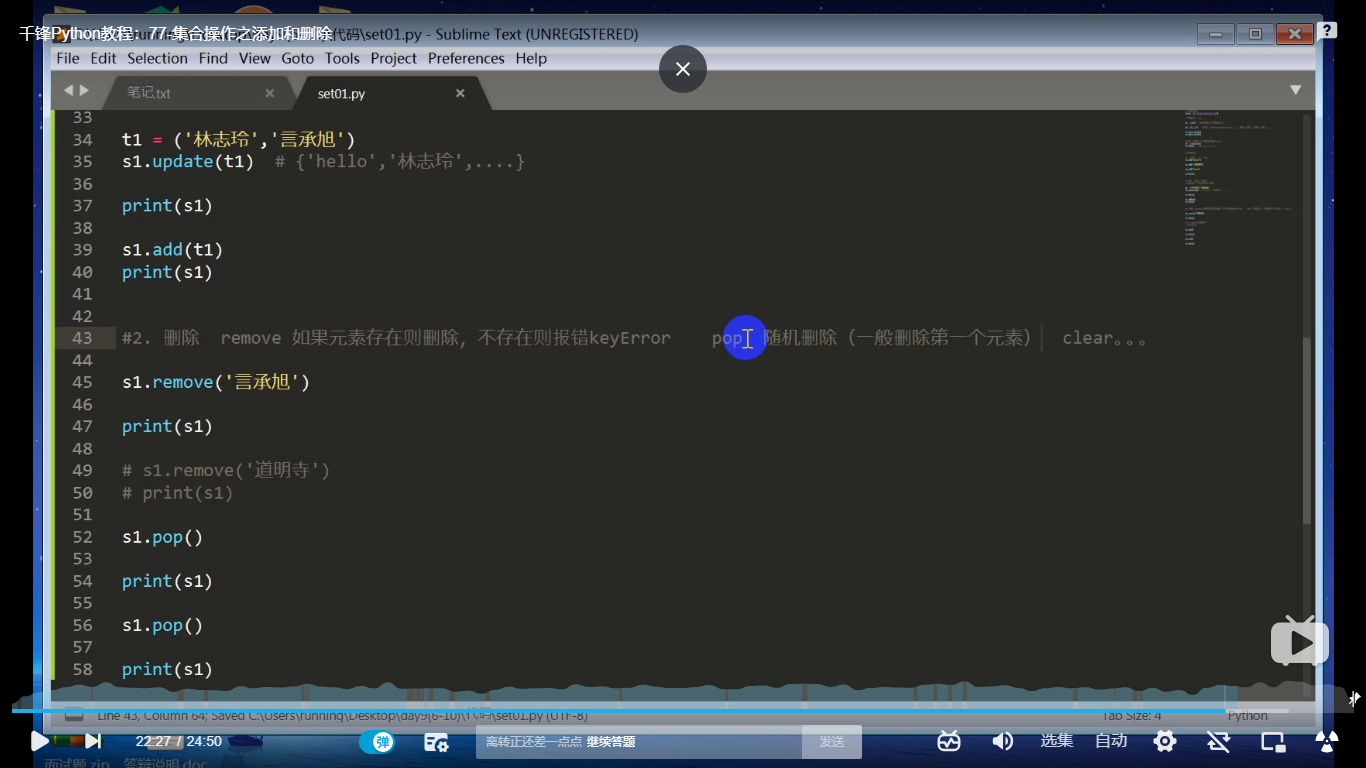 千锋Python教程：77-集合操作之添加和删除
代码\set01.py - Sublime Text (UNREGISTERED)
File Edit Selection Find View Goto Tools Project Preferences Help
笔记.txt
set01.py
33
34 t1 = ('林志玲','言承旭')
35 s1.update(t1) # {'hello','林志玲',....}
36
37 print(s1)
38
39 s1.add(t1)
40 print(s1)
41
42
43 #2. 删除 remove 如果元素存在则删除, 不存在则报错keyError pop 随机删除（一般删除第一个元素） clear。。。
44
45 s1.remove('言承旭')
46
47 print(s1)
48
49 # s1.remove('道明寺')
50 # print(s1)
51
52 s1.pop()
53
54 print(s1)
55
56 s1.pop()
57
58 print(s1)
Line 43, Column 64; Saved C:\Users\running\Desktop\day9(6-10)\代码\set01.py (UTF-8) Tab Size: 4 Python
22:27 / 24:50 弹 离转正还差一点点 继续答题 发送 选集 自动
面试题.zip 答辩说明.doc